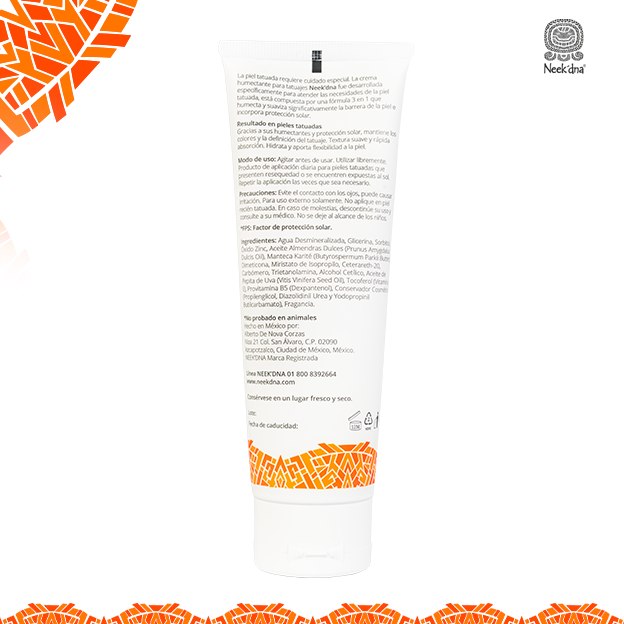 Neek'dna®
La piel tatuada requiere cuidado especial. La crema
humectante para tatuajes Neek'dna fue desarrollada
específicamente para atender las necesidades de la piel
tatuada, está compuesta por una fórmula 3 en 1 que
humecta y suaviza significativamente la barrera de la piel e
incorpora protección solar.
Resultado en pieles tatuadas
Gracias a sus humectantes y protección solar, mantiene los
colores y la definición del tatuaje. Textura suave y rápida
absorción. Hidrata y aporta flexibilidad a la piel.
Modo de uso: Agitar antes de usar. Utilizar libremente.
Producto de aplicación diaria para pieles tatuadas que
presenten resequedad o se encuentren expuestas al sol.
Repetir la aplicación las veces que sea necesario.
Precauciones: Evite el contacto con los ojos, puede causar
irritación. Para uso externo solamente. No aplique en piel
recién tatuada. En caso de molestias, descontinúe su uso y
consulte a su médico. No se deje al alcance de los niños.
*FPS: Factor de protección solar.
Ingredientes: Agua Desmineralizada, Glicerina, Sorbitol,
Óxido Zinc, Aceite Almendras Dulces (Prunus Amygdalus
Dulcis Oil), Manteca Karité (Butyrospermum Parkii Butter),
Dimeticona, Miristato de Isopropilo, Ceteareth-20,
Carbómero, Trietanolamina, Alcohol Cetílico, Aceite de
Pepita de Uva (Vitis Vinifera Seed Oil), Tocoferol (Vitamina
E), Provitamina B5 (Dexpantenol), Conservador Cosmético
(Propilenglicol, Diazolidinil Urea y Yodopropinil
Butilcarbamato), Fragancia.
*No probado en animales
Hecho en México por:
Alberto De Nova Corzas
Niza 21 Col. San Álvaro, C.P. 02090
Azcapotzalco, Ciudad de México, México.
NEEK'DNA Marca Registrada
Línea NEEK'DNA 01 800 8392664
www.neekdna.com
Consérvese en un lugar fresco y seco.
Lote:
Fecha de caducidad: